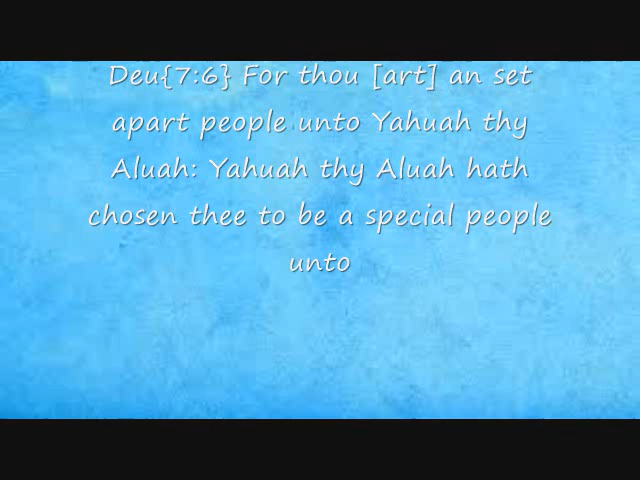 Deu{7:6} For thou [art] an set
apart people unto Yahuah thy
Aluah: Yahuah thy Aluah hath
chosen thee to be a special people
unto